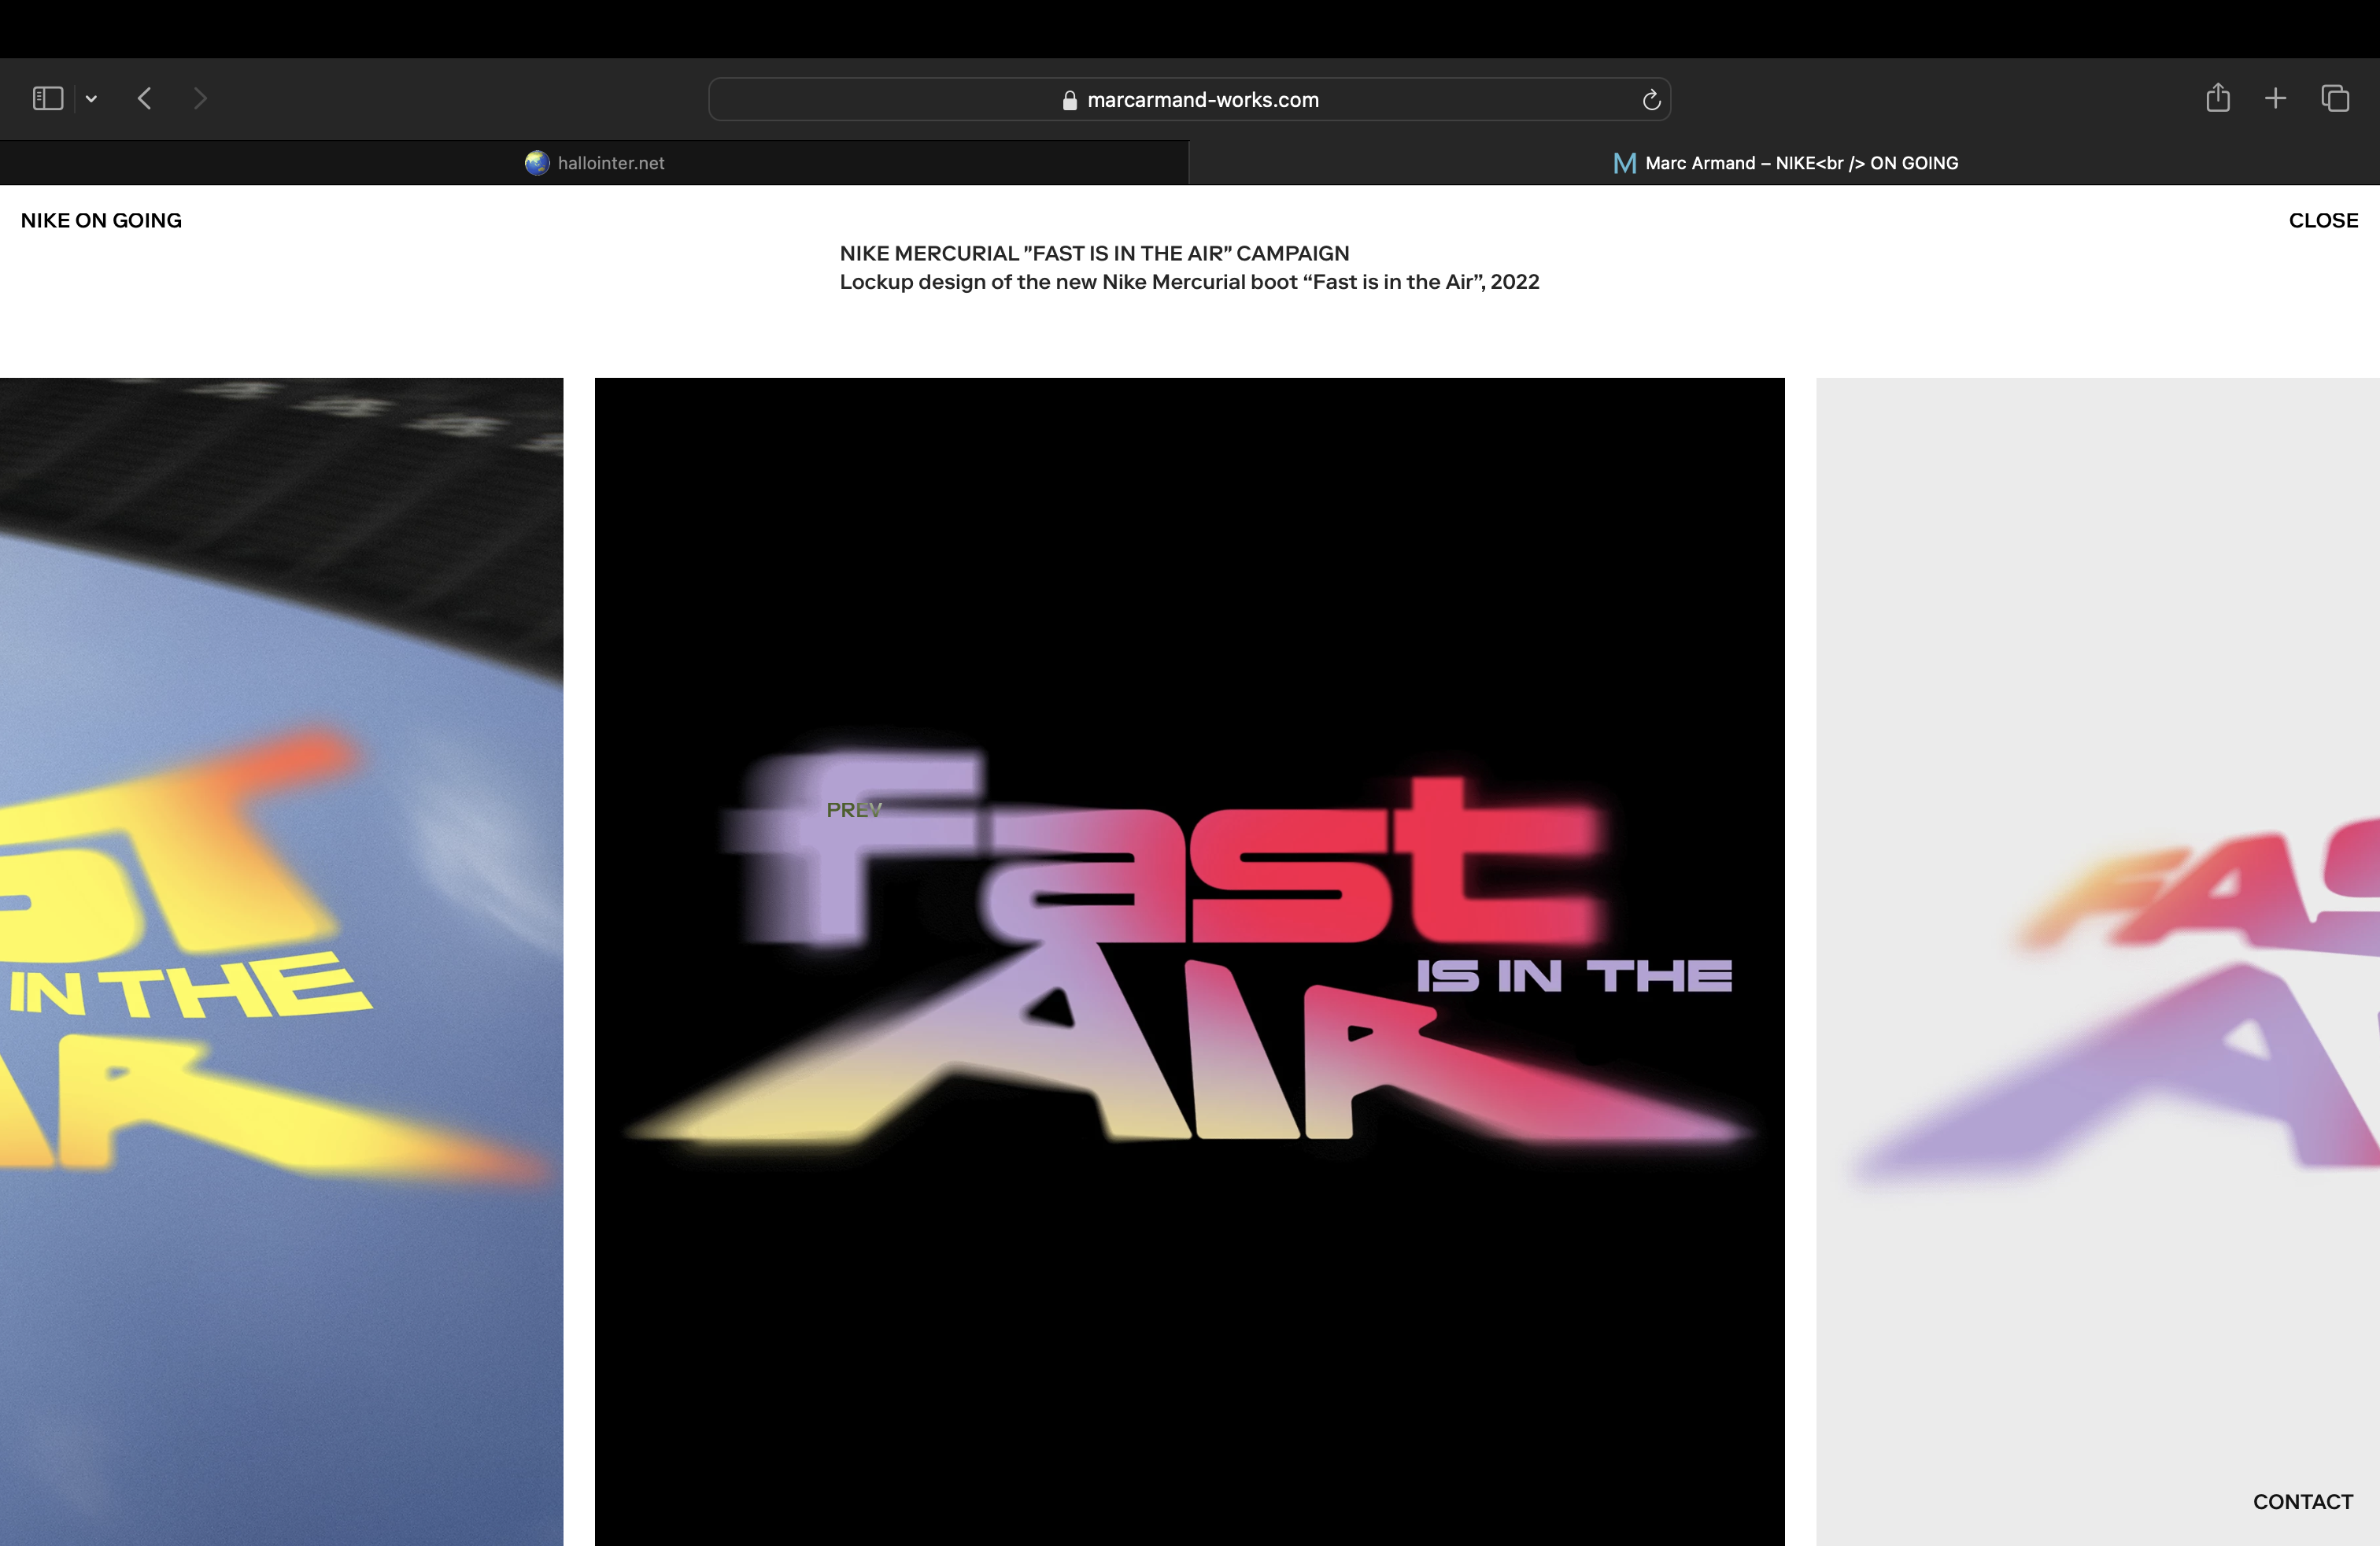 marcarmand-works.com
hallointer.net
M Marc Armand – NIKE<br /> ON GOING
NIKE ON GOING
CLOSE
NIKE MERCURIAL ”FAST IS IN THE AIR” CAMPAIGN
Lockup design of the new Nike Mercurial boot “Fast is in the Air”, 2022
ST
IN THE
IR
PREV
Fast
IS IN THE
AIR
FAS
A
CONTACT